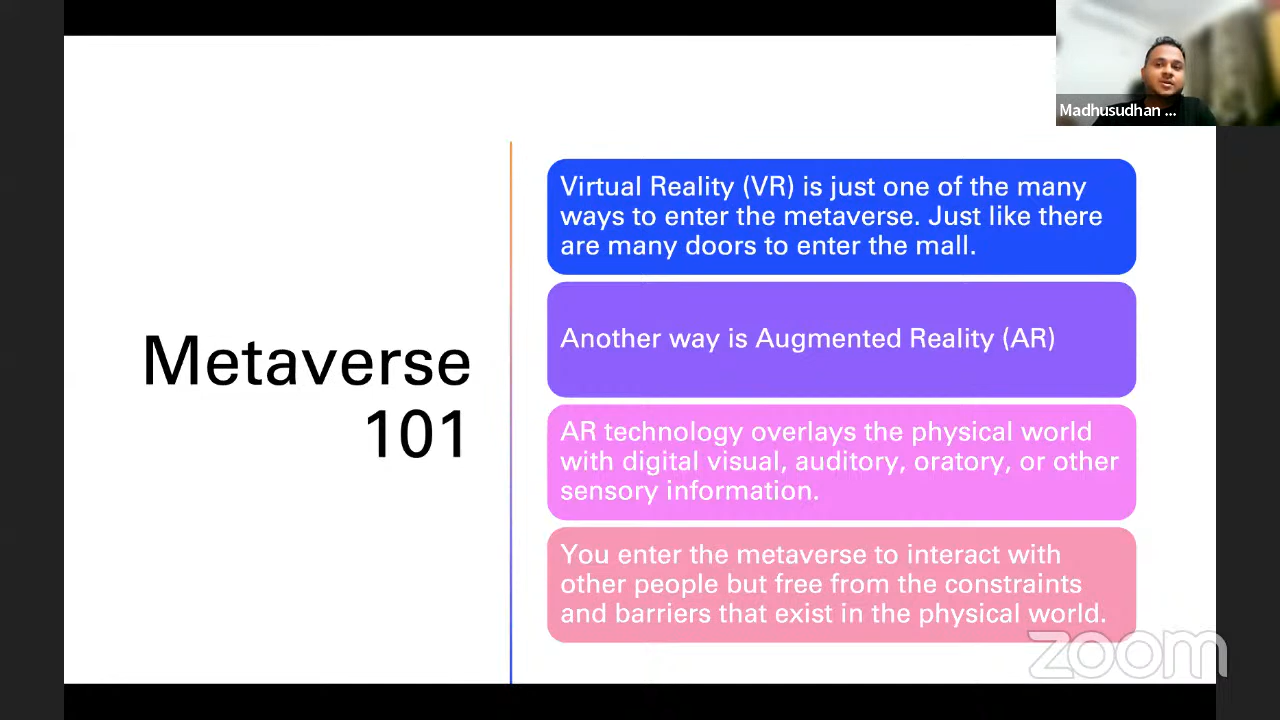 Madhusudhan ...
Metaverse
101
Virtual Reality (VR) is just one of the many
ways to enter the metaverse. Just like there
are many doors to enter the mall.
Another way is Augmented Reality (AR)
AR technology overlays the physical world
with digital visual, auditory, oratory, or other
sensory information.
You enter the metaverse to interact with
other people but free from the constraints
and barriers that exist in the physical world.
zoom